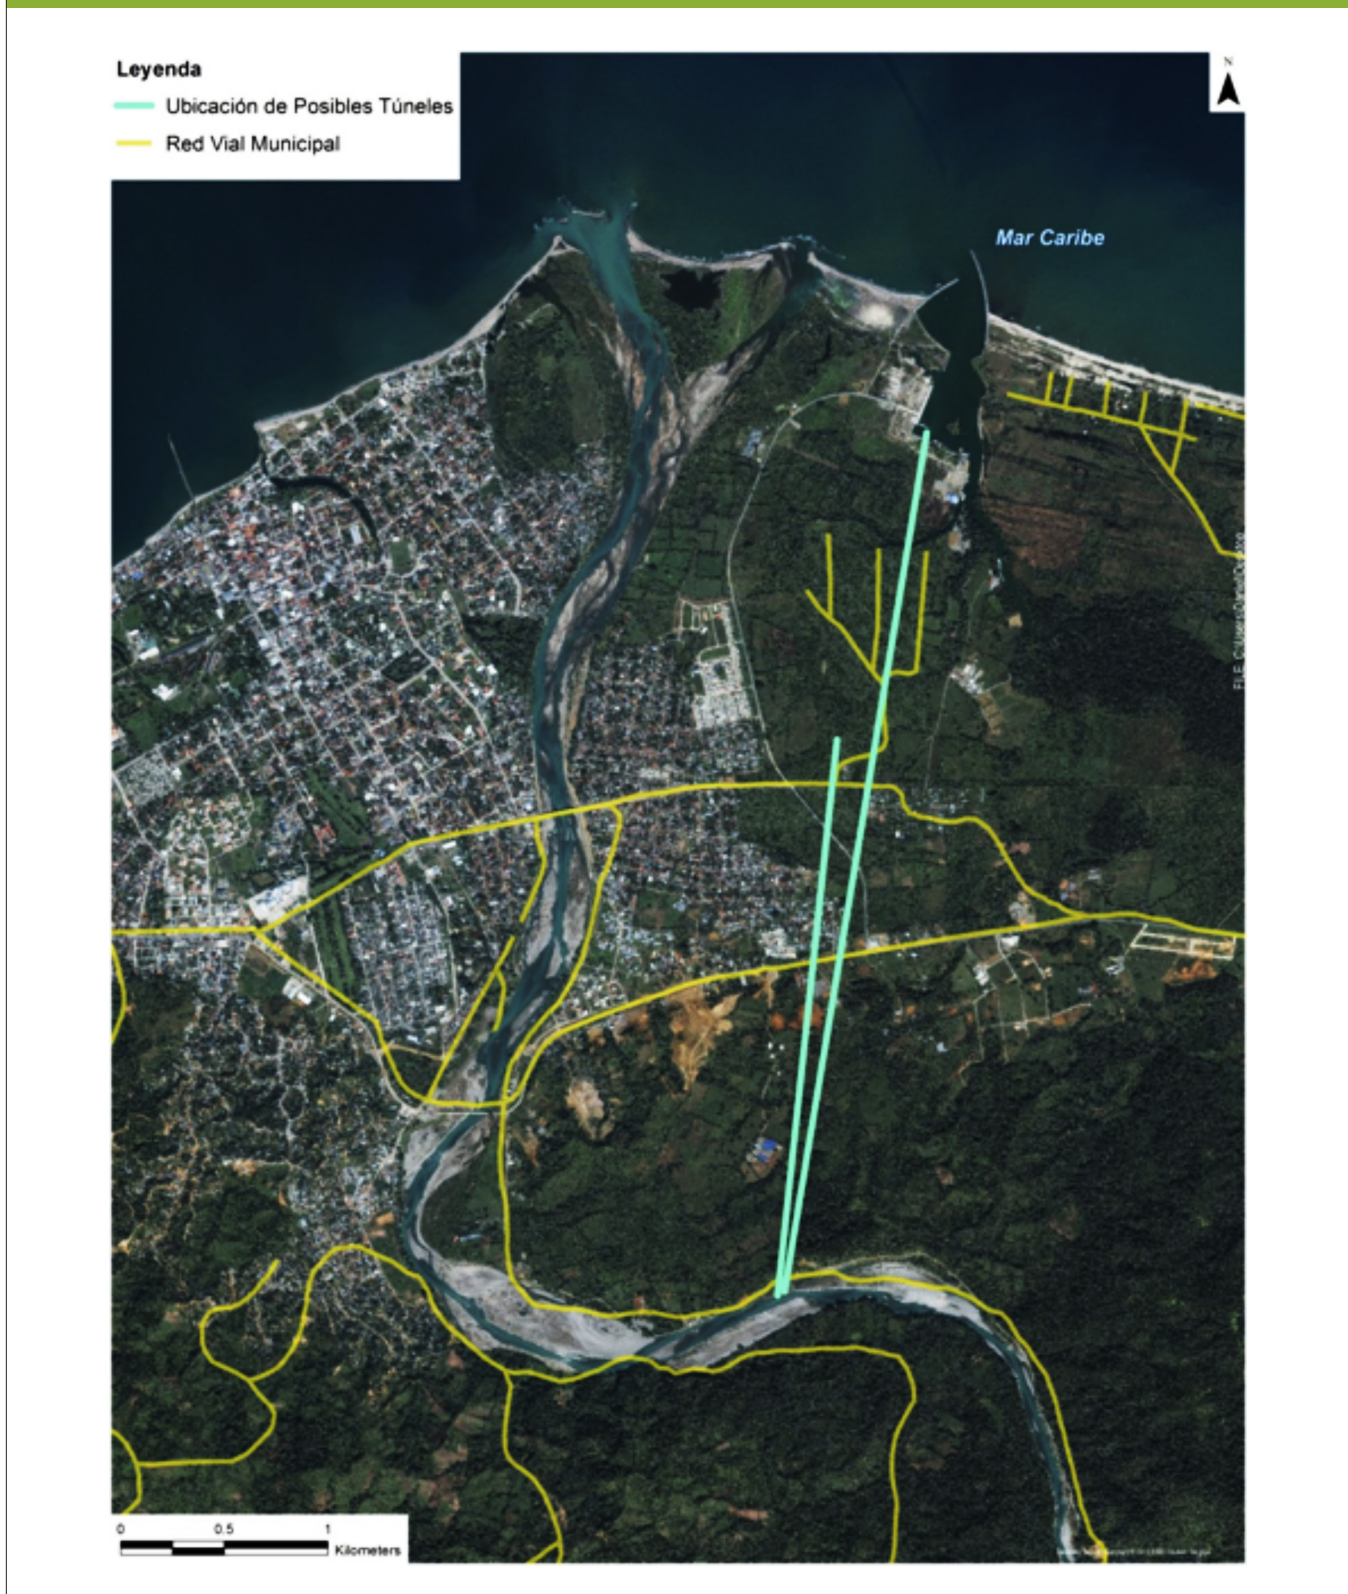 Leyenda
Ubicación de Posibles Túneles
Red Vial Municipal
N
Mar Caribe
0 0.5 1
Kilometers